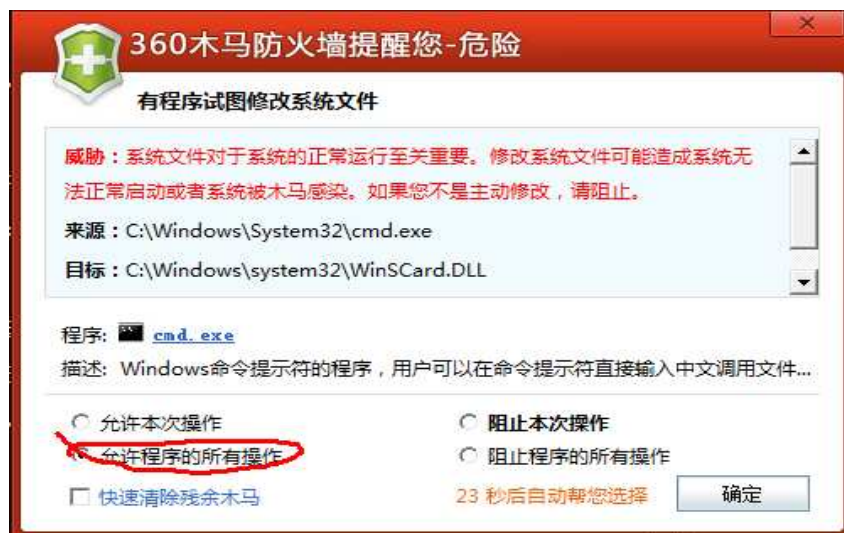 360木马防火墙提醒您-危险
有程序试图修改系统文件
威胁：系统文件对于系统的正常运行至关重要。修改系统文件可能造成系统无
法正常启动或者系统被木马感染。如果您不是主动修改，请阻止。
来源：C:\Windows\System32\cmd.exe
目标：C:\Windows\system32\WinSCard.DLL
程序: cmd.exe
描述: Windows命令提示符的程序，用户可以在命令提示符直接输入中文调用文件...
允许本次操作 阻止本次操作
允许程序的所有操作 阻止程序的所有操作
快速清除残余木马 23 秒后自动帮您选择 确定